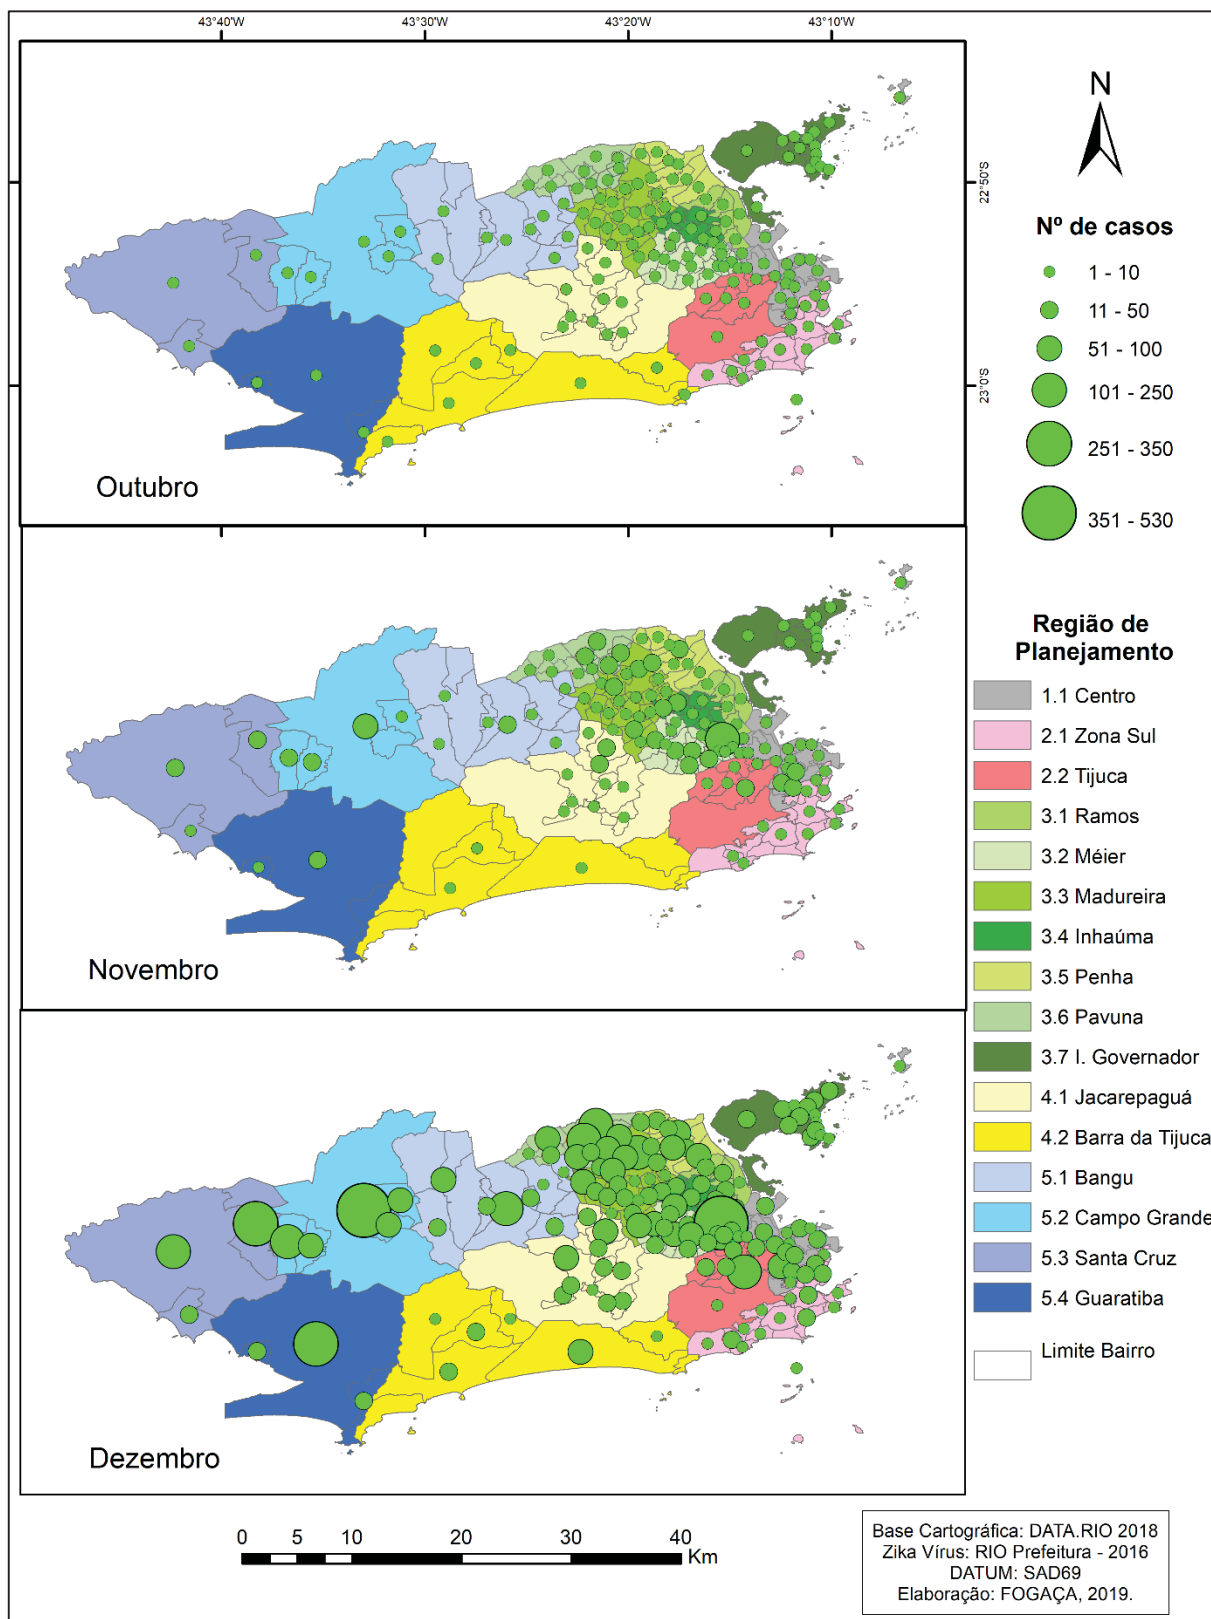 43°40'W
43°30'W
43°20'W
43°10'W
22°50'S
23°0'S
Outubro
Novembro
Dezembro
N
Nº de casos
1 - 10
11 - 50
51 - 100
101 - 250
251 - 350
351 - 530
Região de
Planejamento
1.1 Centro
2.1 Zona Sul
2.2 Tijuca
3.1 Ramos
3.2 Méier
3.3 Madureira
3.4 Inhaúma
3.5 Penha
3.6 Pavuna
3.7 I. Governador
4.1 Jacarepaguá
4.2 Barra da Tijuca
5.1 Bangu
5.2 Campo Grande
5.3 Santa Cruz
5.4 Guaratiba
Limite Bairro
0 5 10 20 30 40
Km
Base Cartográfica: DATA.RIO 2018
Zika Vírus: RIO Prefeitura - 2016
DATUM: SAD69
Elaboração: FOGAÇA, 2019.